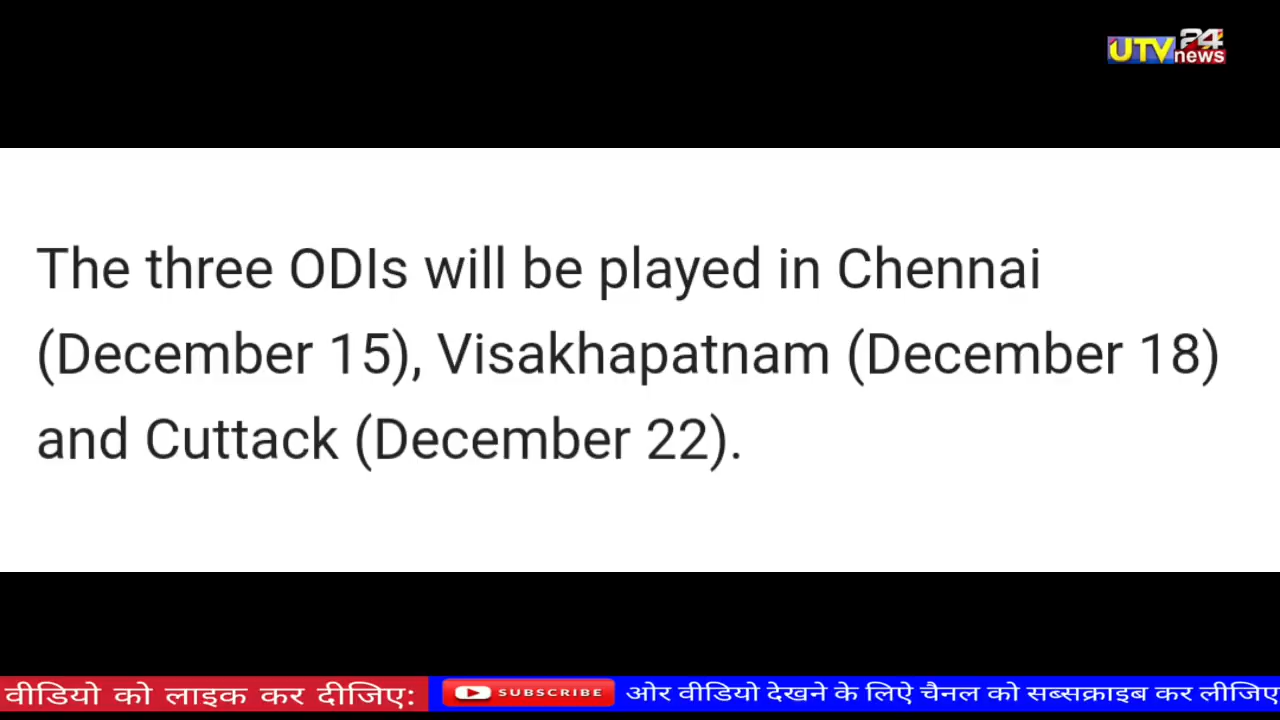 UTV 24 news
The three ODIs will be played in Chennai
(December 15), Visakhapatnam (December 18)
and Cuttack (December 22).
वीडियो को लाइक कर दीजिए: SUBSCRIBE ओर वीडियो देखने के लिऐ चैनल को सब्सक्राइब कर लीजिए